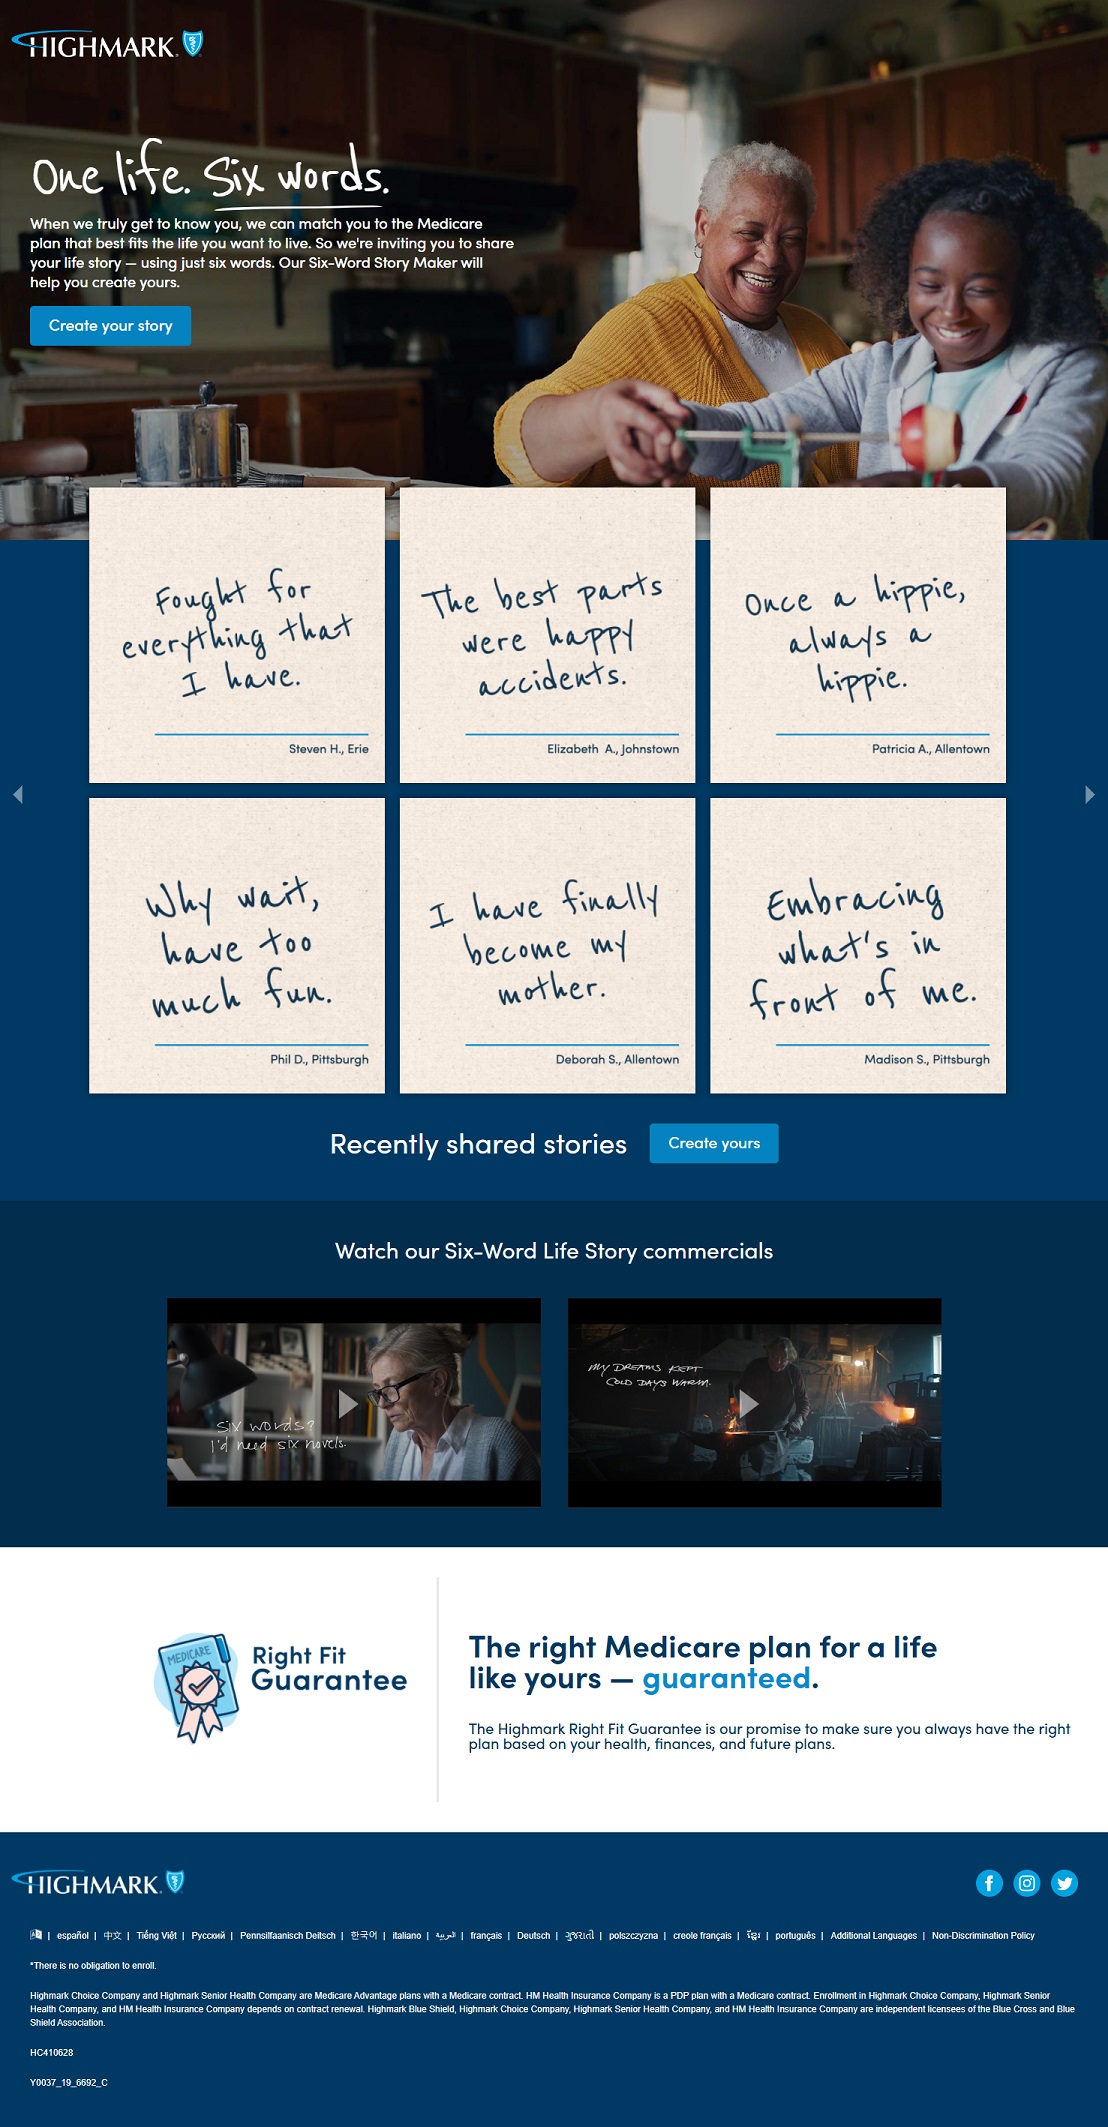 HIGHMARK
One life. Six words.
When we truly get to know you, we can match you to the Medicare
plan that best fits the life you want to live. So we're inviting you to share
your life story — using just six words. Our Six-Word Story Maker will
help you create yours.
Create your story
Fought for
everything that
I have.
Steven H., Erie
The best parts
were happy
accidents.
Elizabeth A., Johnstown
Once a hippie,
always a
hippie.
Patricia A., Allentown
Why wait,
have too
much fun.
Phil D., Pittsburgh
I have finally
become my
mother.
Deborah S., Allentown
Embracing
what's in
front of me.
Madison S., Pittsburgh
Recently shared stories
Create yours
Watch our Six-Word Life Story commercials
Six words?
I'd need six novels.
MY DREAMS KEPT
COLD DAYS WARM.
MEDICARE
Right Fit
Guarantee
The right Medicare plan for a life
like yours — guaranteed.
The Highmark Right Fit Guarantee is our promise to make sure you always have the right
plan based on your health, finances, and future plans.
HIGHMARK
| español | 中文 | Tiếng Việt | Русский | Pennsilfaanisch Deitsch | 한국어 | italiano | العربية | français | Deutsch | ગુજરાતી | polszczyzna | creole français | ខ្មែរ | português | Additional Languages | Non-Discrimination Policy
*There is no obligation to enroll.
Highmark Choice Company and Highmark Senior Health Company are Medicare Advantage plans with a Medicare contract. HM Health Insurance Company is a PDP plan with a Medicare contract. Enrollment in Highmark Choice Company, Highmark Senior
Health Company, and HM Health Insurance Company depends on contract renewal. Highmark Blue Shield, Highmark Choice Company, Highmark Senior Health Company, and HM Health Insurance Company are independent licensees of the Blue Cross and Blue
Shield Association.
HC410628
Y0037_19_6692_C